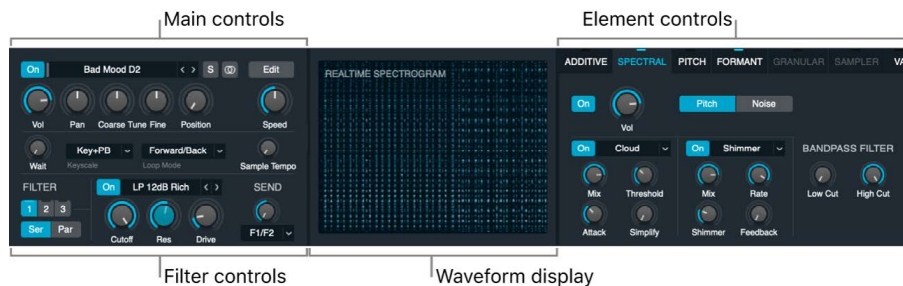 Main controls
Element controls
On
Bad Mood D2
S
Edit
Vol
Pan
Coarse Tune Fine
Position
Speed
Wait
Key+PB
Keyscale
Forward/Back
Loop Mode
Sample Tempo
FILTER
On
LP 12dB Rich
SEND
1 2 3
Ser
Par
Cutoff
Res
Drive
F1/F2
REALTIME SPECTROGRAM
ADDITIVE
SPECTRAL
PITCH
FORMANT
GRANULAR
SAMPLER
VA
On
Vol
Pitch
Noise
On
Cloud
On
Shimmer
BANDPASS FILTER
Mix
Threshold
Mix
Rate
Low Cut
High Cut
Attack
Simplify
Shimmer
Feedback
Filter controls
Waveform display